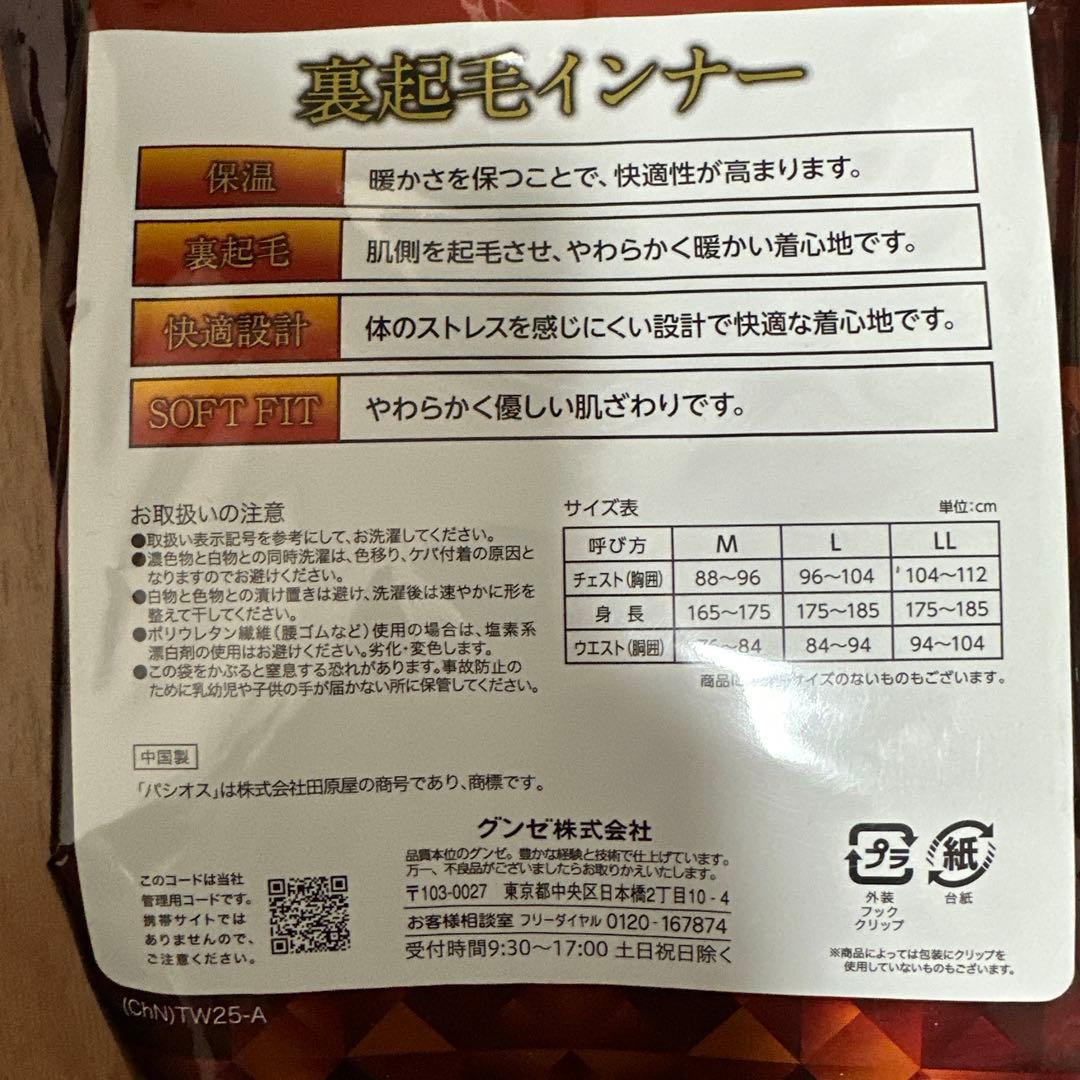 裏起毛インナー
保温 暖かさを保つことで、快適性が高まります。
裏起毛 肌側を起毛させ、やわらかく暖かい着心地です。
快適設計 体のストレスを感じにくい設計で快適な着心地です。
SOFT FIT やわらかく優しい肌ざわりです。
お取扱いの注意
●取扱い表示記号を参考にして、お洗濯してください。
●濃色物と白物との同時洗濯は、色移り、ケバ付着の原因と
なりますのでお避けください。
●白物と色物との漬け置きは避け、洗濯後は速やかに形を
整えて干してください。
●ポリウレタン繊維(腰ゴムなど)使用の場合は、塩素系
漂白剤の使用はお避けください。劣化・変色します。
●この袋をかぶると窒息する恐れがあります。事故防止の
ために乳幼児や子供の手が届かない所に保管してください。
サイズ表 単位:cm
呼び方 M L LL
チェスト(胸囲) 88〜96 96〜104 104〜112
身長 165〜175 175〜185 175〜185
ウエスト(胴囲) 76〜84 84〜94 94〜104
商品に サイズのないものもございます。
中国製
「パシオス」は株式会社田原屋の商号であり、商標です。
グンゼ株式会社
品質本位のグンゼ。豊かな経験と技術で仕上げています。
万一、不良品がございましたらお取りかえいたします。
〒103-0027 東京都中央区日本橋2丁目10-4
お客様相談室 フリーダイヤル 0120-167874
受付時間9:30〜17:00 土日祝日除く
このコードは当社
管理用コードです。
携帯サイトでは
ありませんので、
ご注意ください。
プラ
外装
フック
クリップ
紙
台紙
※商品によっては包装にクリップを
使用していないものもございます。
(ChN)TW25-A